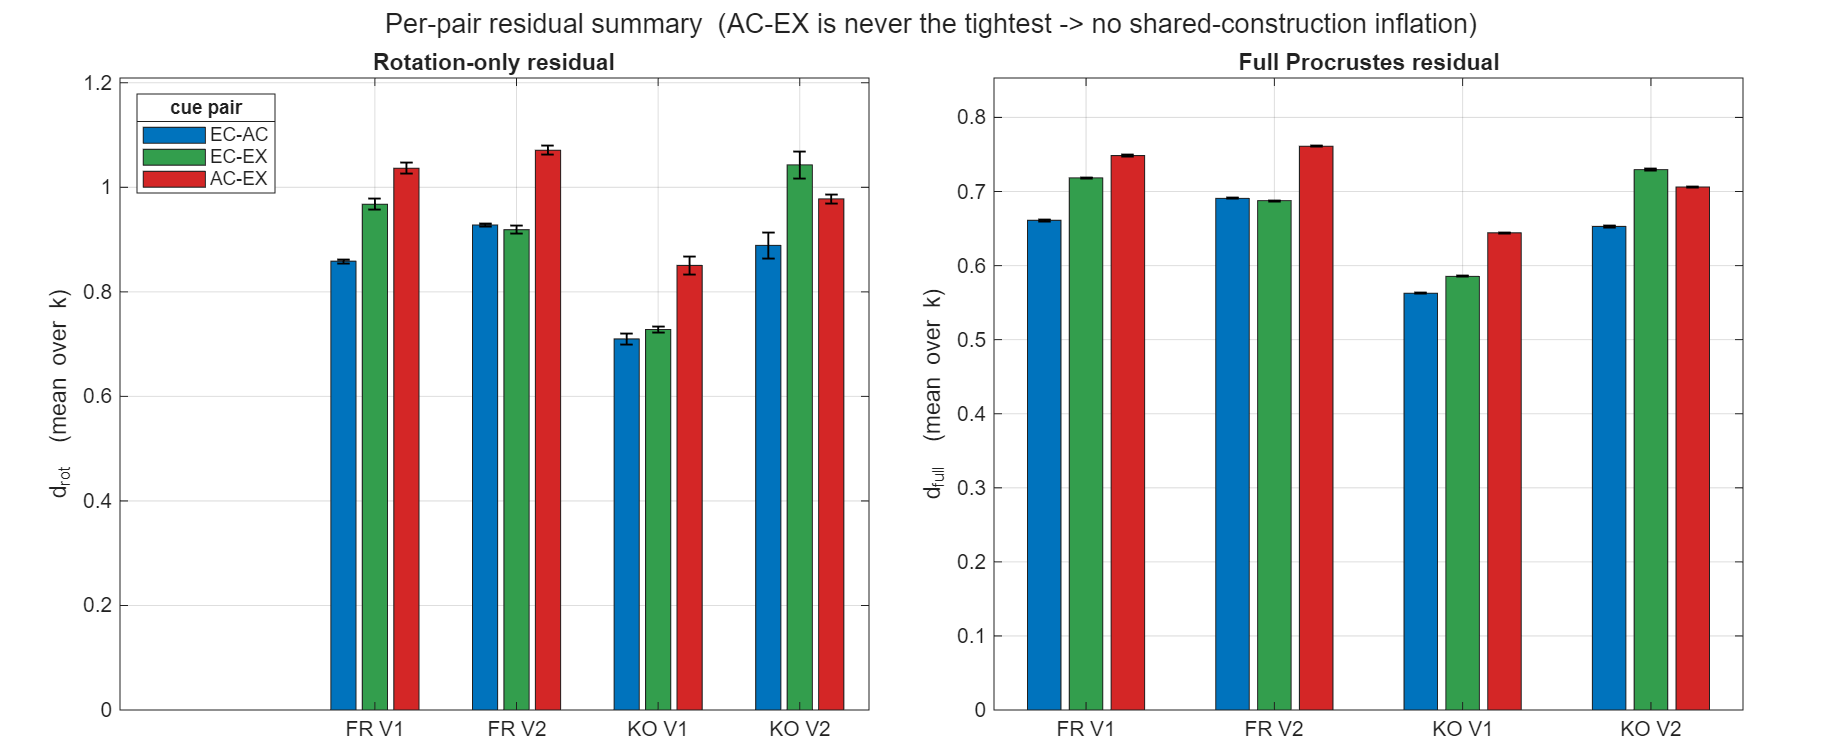 Per-pair residual summary  (AC-EX is never the tightest -> no shared-construction inflation)
Rotation-only residual
1.2
1
0.8
0.6
0.4
0.2
0
d_rot (mean over k)
cue pair
EC-AC
EC-EX
AC-EX
FR V1
FR V2
KO V1
KO V2
Full Procrustes residual
0.8
0.7
0.6
0.5
0.4
0.3
0.2
0.1
0
d_full (mean over k)
FR V1
FR V2
KO V1
KO V2